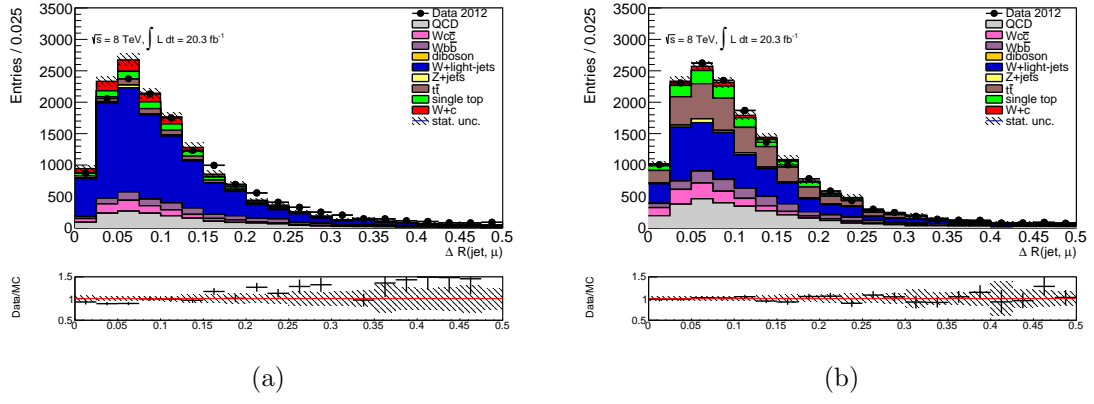 Entries / 0.025
3500
3000
2500
2000
1500
1000
500
0
√s = 8 TeV, ∫ L dt = 20.3 fb⁻¹
Data 2012
QCD
Wcc̅
Wbb̅
diboson
W+light-jets
Z+jets
tt̅
single top
W+c
stat. unc.
0 0.05 0.1 0.15 0.2 0.25 0.3 0.35 0.4 0.45 0.5
Δ R(jet, μ)
Data/MC
1.5
1
0.5
0 0.05 0.1 0.15 0.2 0.25 0.3 0.35 0.4 0.45 0.5
(a)
Entries / 0.025
3500
3000
2500
2000
1500
1000
500
0
√s = 8 TeV, ∫ L dt = 20.3 fb⁻¹
Data 2012
QCD
Wcc̅
Wbb̅
diboson
W+light-jets
Z+jets
tt̅
single top
W+c
stat. unc.
0 0.05 0.1 0.15 0.2 0.25 0.3 0.35 0.4 0.45 0.5
Δ R(jet, μ)
Data/MC
1.5
1
0.5
0 0.05 0.1 0.15 0.2 0.25 0.3 0.35 0.4 0.45 0.5
(b)